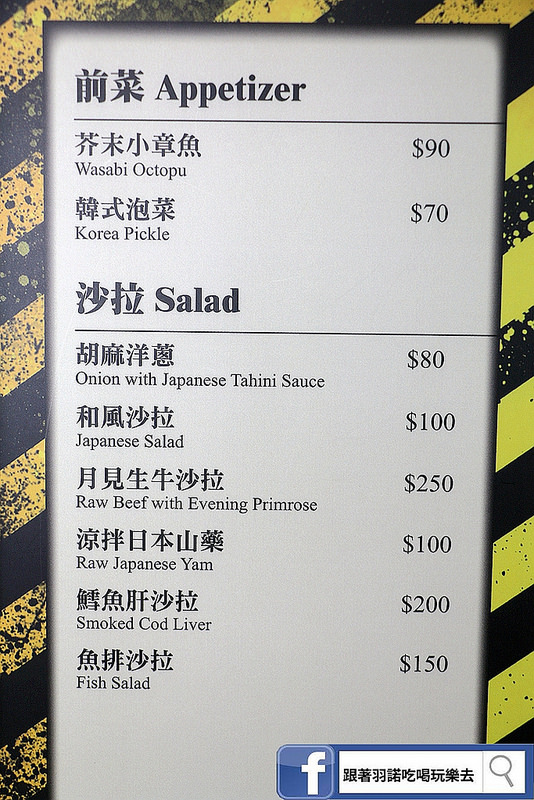 前菜 Appetizer
芥末小章魚 $90
Wasabi Octopu
韓式泡菜 $70
Korea Pickle
沙拉 Salad
胡麻洋蔥 $80
Onion with Japanese Tahini Sauce
和風沙拉 $100
Japanese Salad
月見生牛沙拉 $250
Raw Beef with Evening Primrose
涼拌日本山藥 $100
Raw Japanese Yam
鱈魚肝沙拉 $200
Smoked Cod Liver
魚排沙拉 $150
Fish Salad
f 跟著羽諾吃喝玩樂去